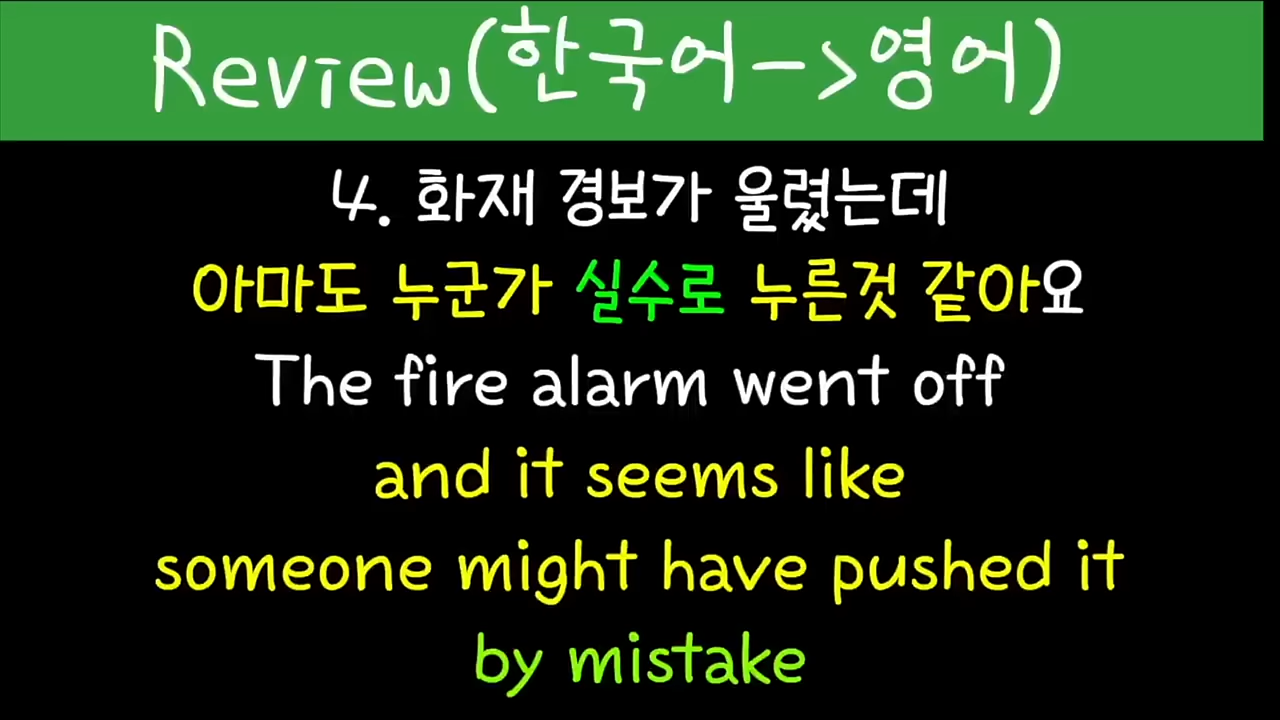 Review(한국어->영어)
4. 화재 경보가 울렸는데
아마도 누군가 실수로 누른것 같아요
The fire alarm went off
and it seems like
someone might have pushed it
by mistake